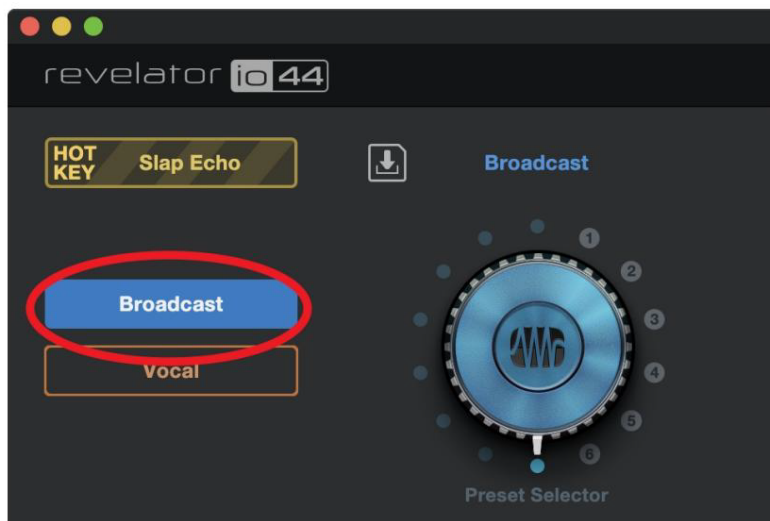 revelator io 44
HOT KEY Slap Echo
Broadcast
Broadcast
Vocal
1
2
3
4
5
6
Preset Selector